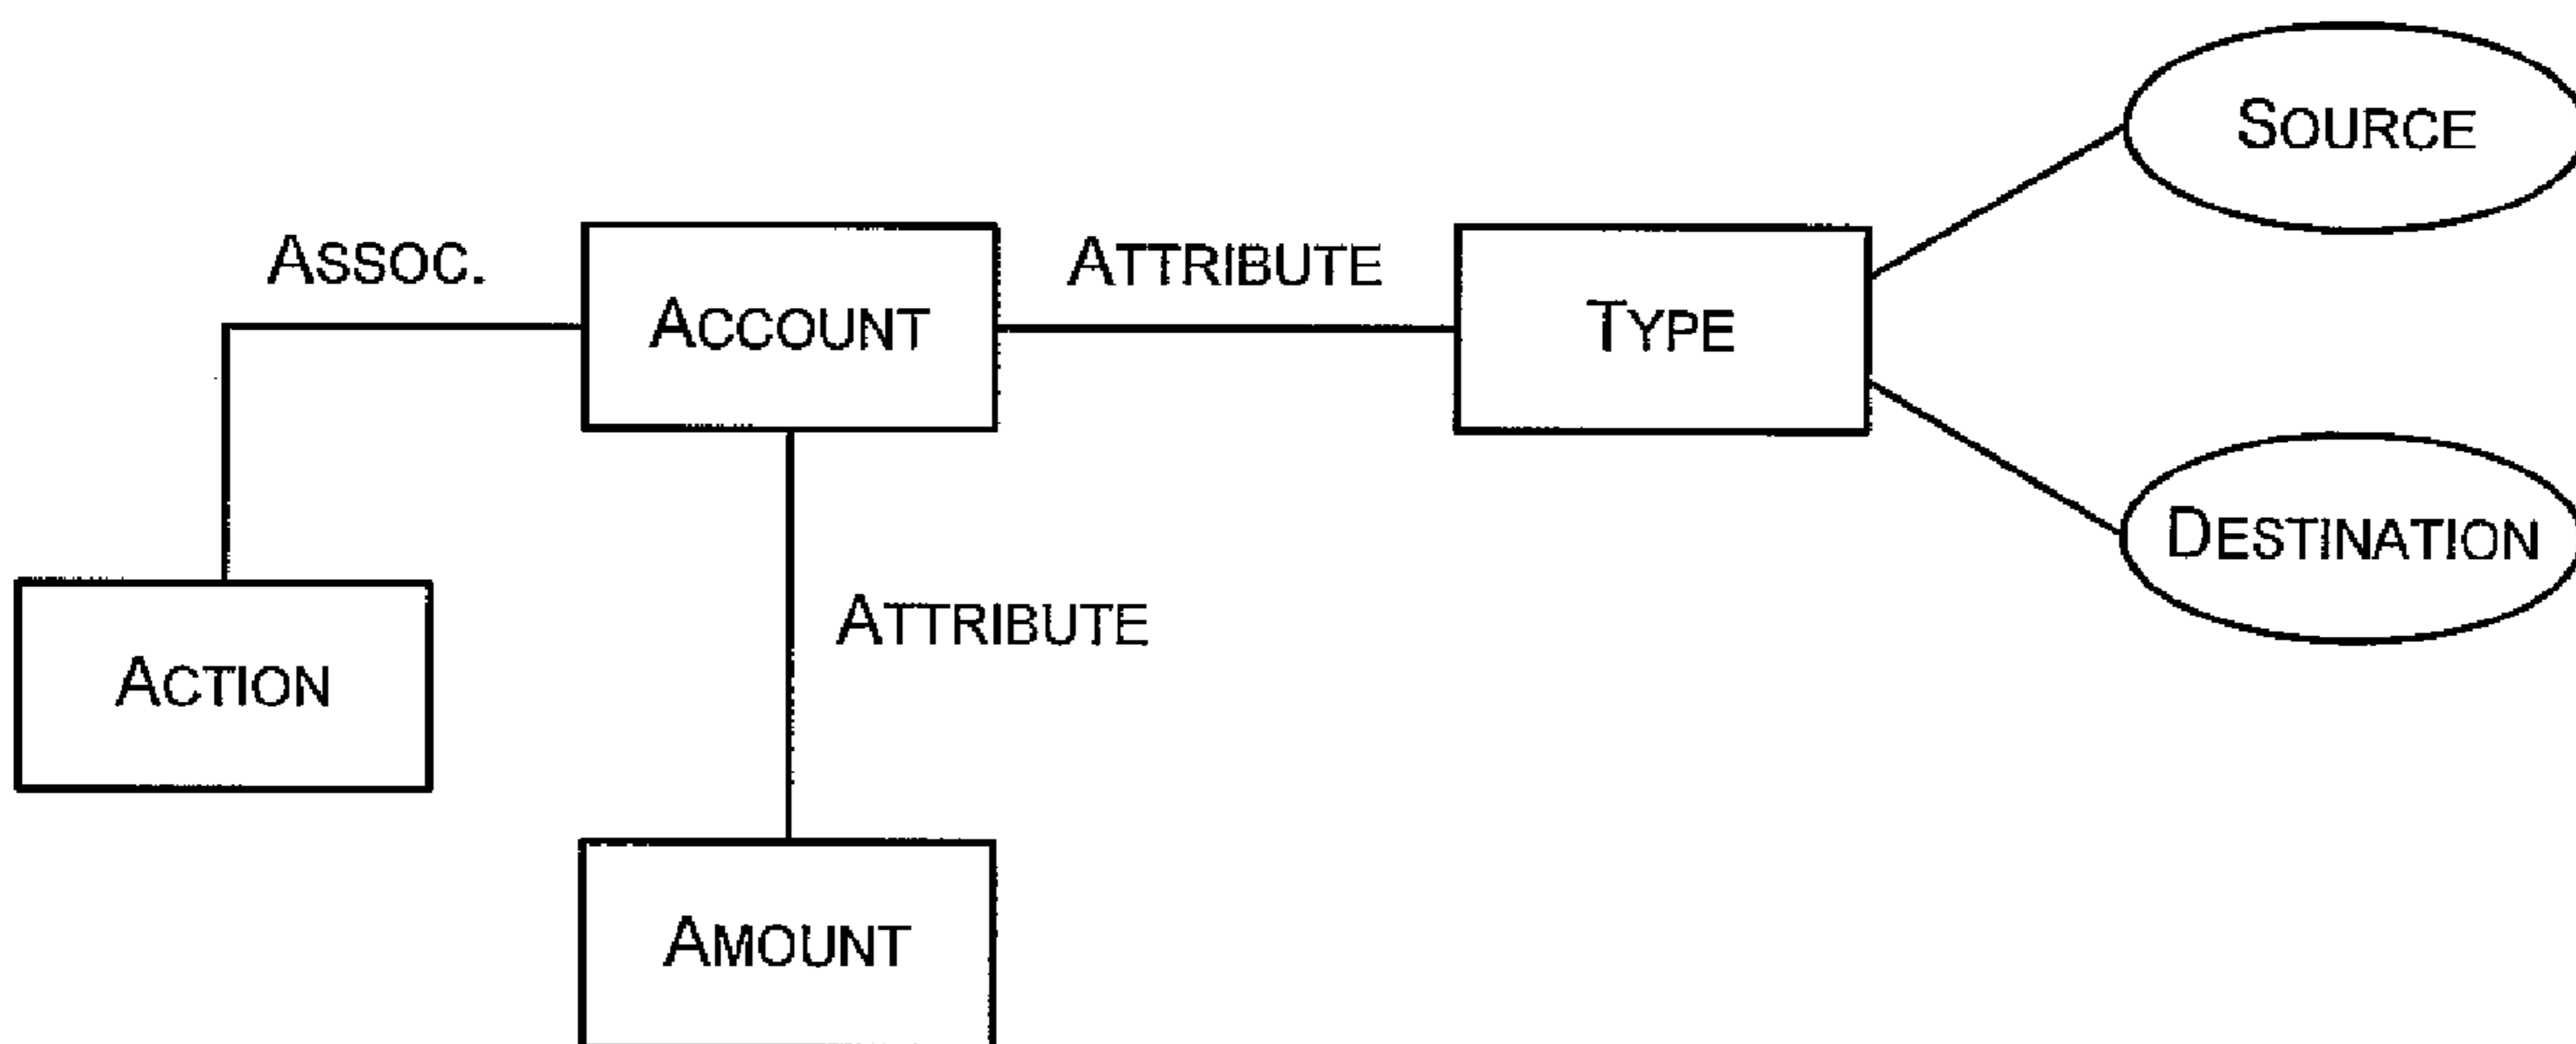 SOURCE
ASSOC.
ACCOUNT
ATTRIBUTE
TYPE
DESTINATION
ATTRIBUTE
ACTION
AMOUNT